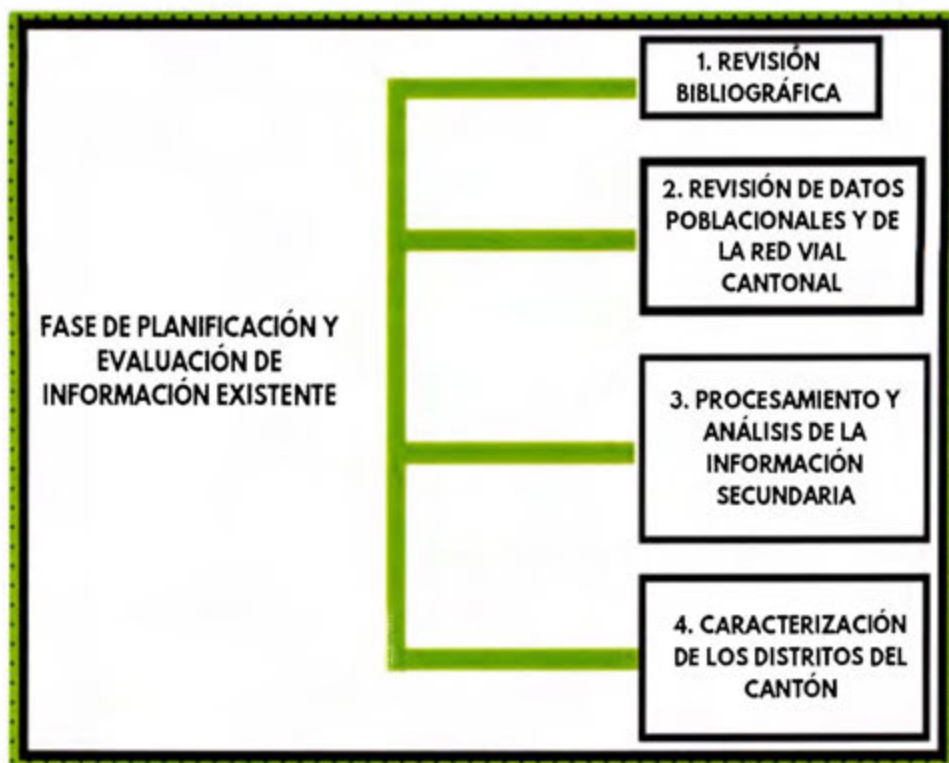 FASE DE PLANIFICACIÓN Y
EVALUACIÓN DE
INFORMACIÓN EXISTENTE
1. REVISIÓN
BIBLIOGRÁFICA
2. REVISIÓN DE DATOS
POBLACIONALES Y DE
LA RED VIAL
CANTONAL
3. PROCESAMIENTO Y
ANÁLISIS DE LA
INFORMACIÓN
SECUNDARIA
4. CARACTERIZACIÓN
DE LOS DISTRITOS DEL
CANTÓN